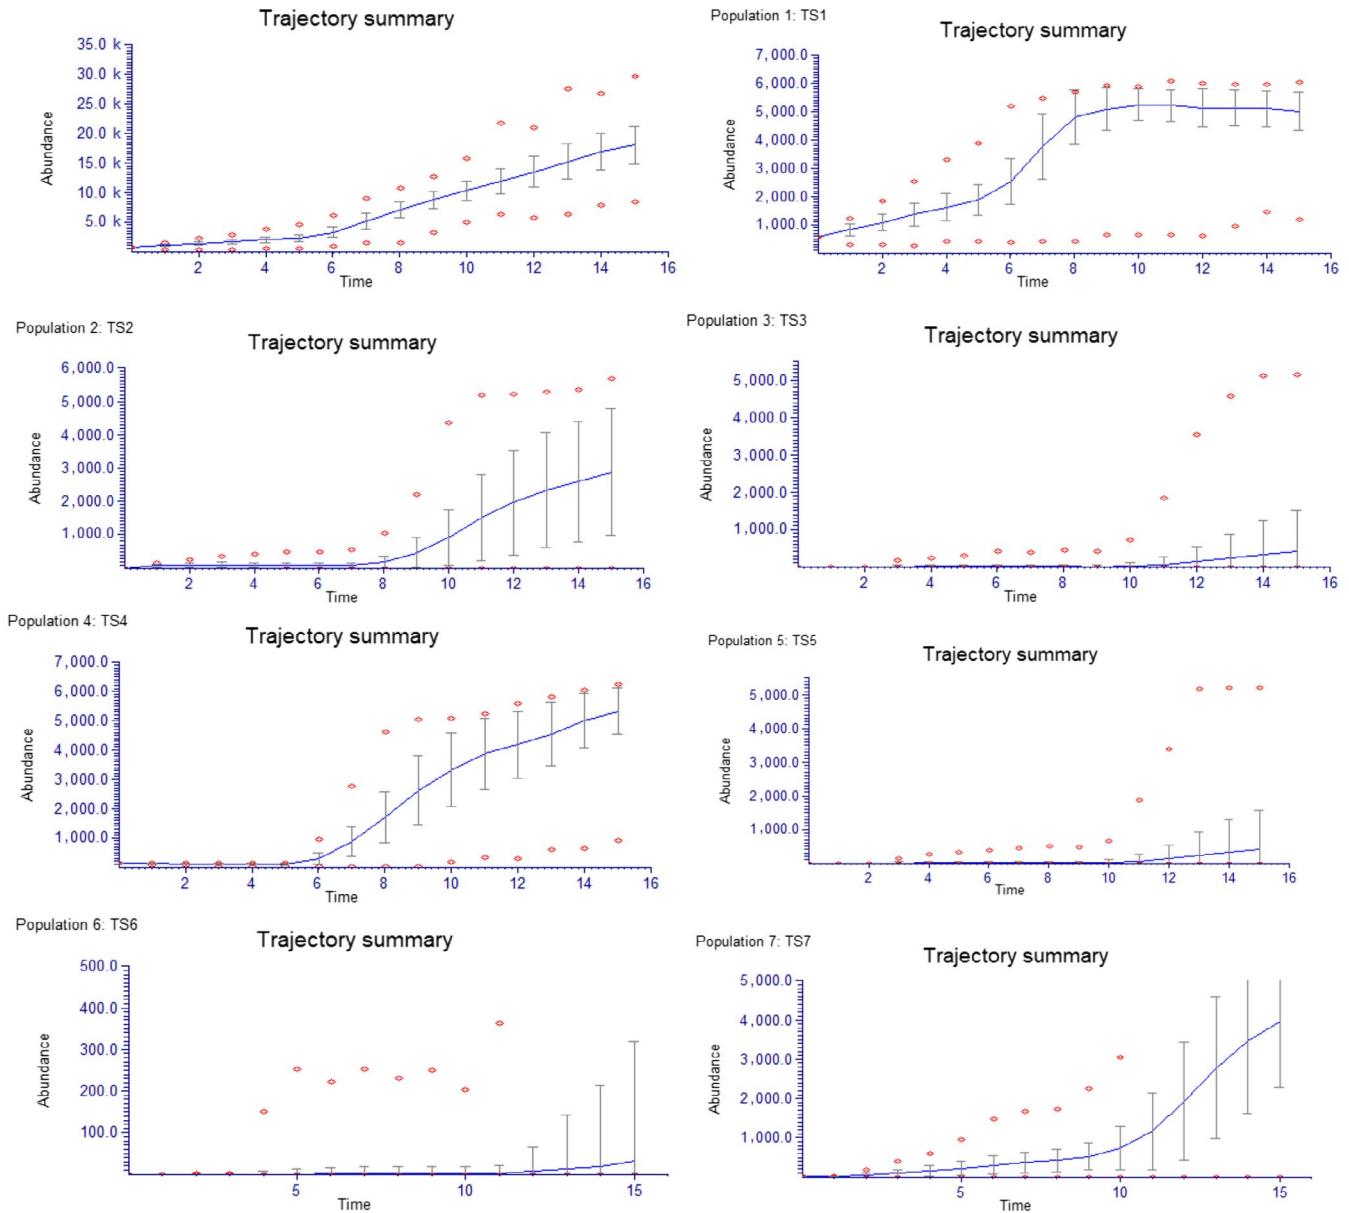 Trajectory summary
35.0 k
30.0 k
25.0 k
20.0 k
15.0 k
10.0 k
5.0 k
Abundance
2 4 6 8 10 12 14 16
Time
Population 1: TS1
Trajectory summary
7,000.0
6,000.0
5,000.0
4,000.0
3,000.0
2,000.0
1,000.0
Abundance
2 4 6 8 10 12 14 16
Time
Population 2: TS2
Trajectory summary
6,000.0
5,000.0
4,000.0
3,000.0
2,000.0
1,000.0
Abundance
2 4 6 8 10 12 14 16
Time
Population 3: TS3
Trajectory summary
5,000.0
4,000.0
3,000.0
2,000.0
1,000.0
Abundance
2 4 6 8 10 12 14 16
Time
Population 4: TS4
Trajectory summary
7,000.0
6,000.0
5,000.0
4,000.0
3,000.0
2,000.0
1,000.0
Abundance
2 4 6 8 10 12 14 16
Time
Population 5: TS5
Trajectory summary
5,000.0
4,000.0
3,000.0
2,000.0
1,000.0
Abundance
2 4 6 8 10 12 14 16
Time
Population 6: TS6
Trajectory summary
500.0
400.0
300.0
200.0
100.0
Abundance
5 10 15
Time
Population 7: TS7
Trajectory summary
5,000.0
4,000.0
3,000.0
2,000.0
1,000.0
Abundance
5 10 15
Time